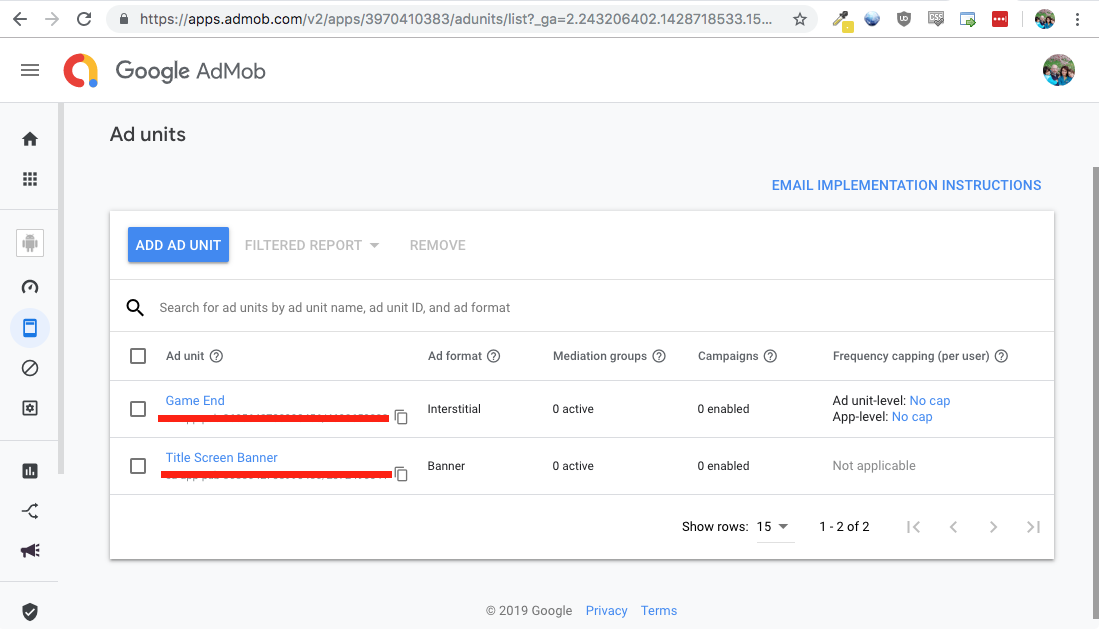 https://apps.admob.com/v2/apps/3970410383/adunits/list?_ga=2.243206402.1428718533.15...
Google AdMob
Ad units
EMAIL IMPLEMENTATION INSTRUCTIONS
ADD AD UNIT FILTERED REPORT REMOVE
Search for ad units by ad unit name, ad unit ID, and ad format
Ad unit Ad format Mediation groups Campaigns Frequency capping (per user)
Game End Interstitial 0 active 0 enabled Ad unit-level: No cap
App-level: No cap
Title Screen Banner Banner 0 active 0 enabled Not applicable
Show rows: 15 1 - 2 of 2
© 2019 Google Privacy Terms